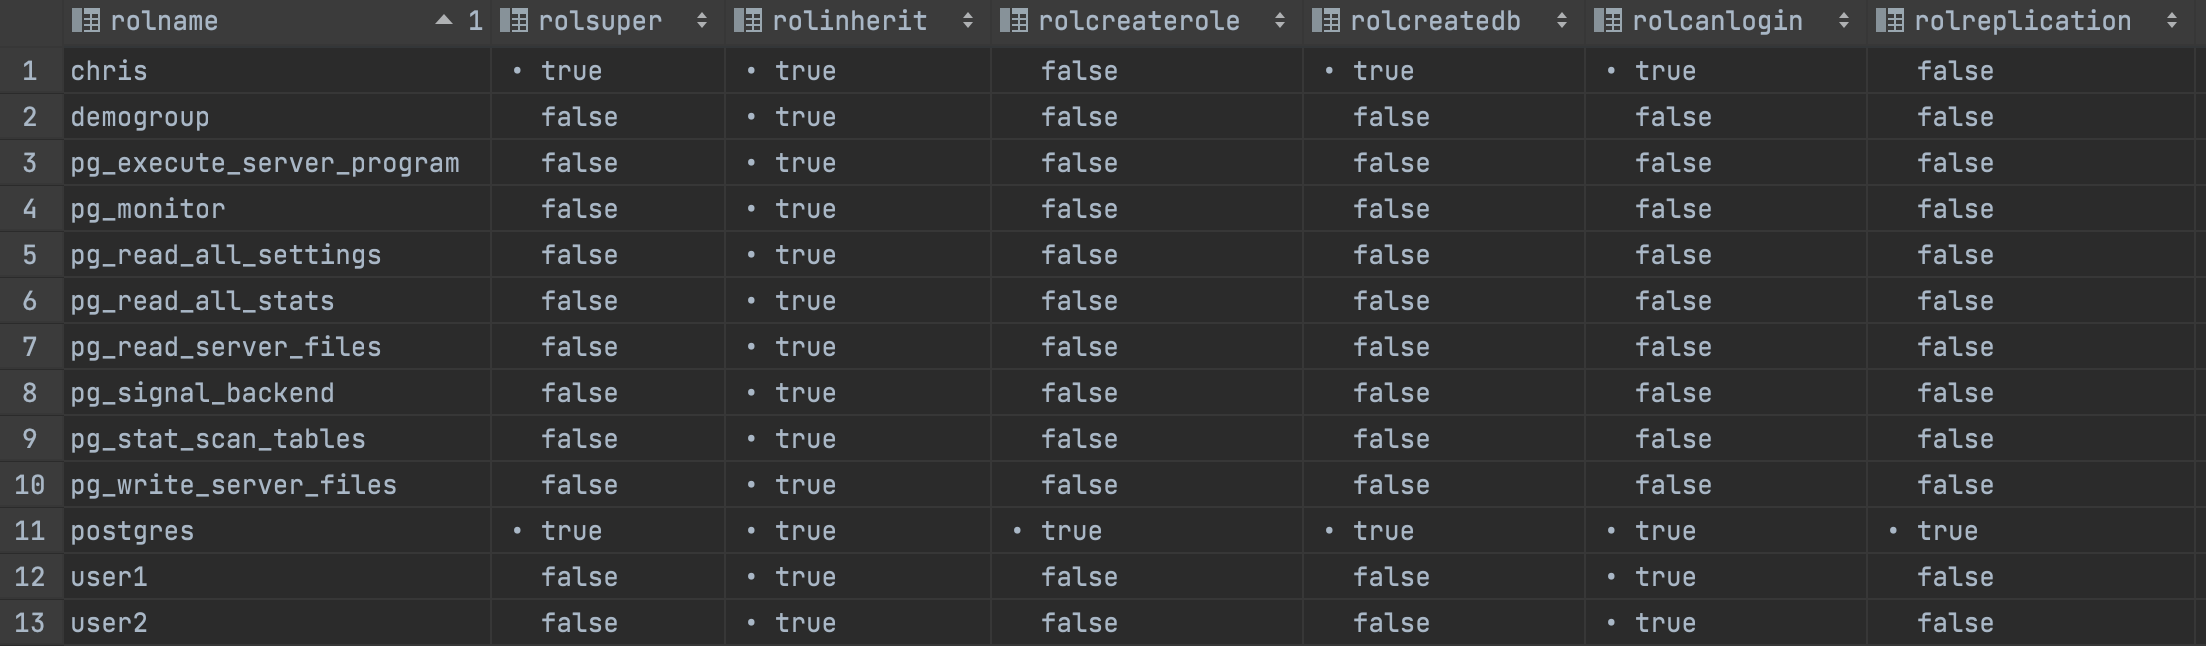 rolname 1 rolsuper rolinherit rolcreaterole rolcreatedb rolcanlogin rolreplication
1 chris • true • true false • true • true false
2 demogroup false • true false false false false
3 pg_execute_server_program false • true false false false false
4 pg_monitor false • true false false false false
5 pg_read_all_settings false • true false false false false
6 pg_read_all_stats false • true false false false false
7 pg_read_server_files false • true false false false false
8 pg_signal_backend false • true false false false false
9 pg_stat_scan_tables false • true false false false false
10 pg_write_server_files false • true false false false false
11 postgres • true • true • true • true • true • true
12 user1 false • true false false • true false
13 user2 false • true false false • true false